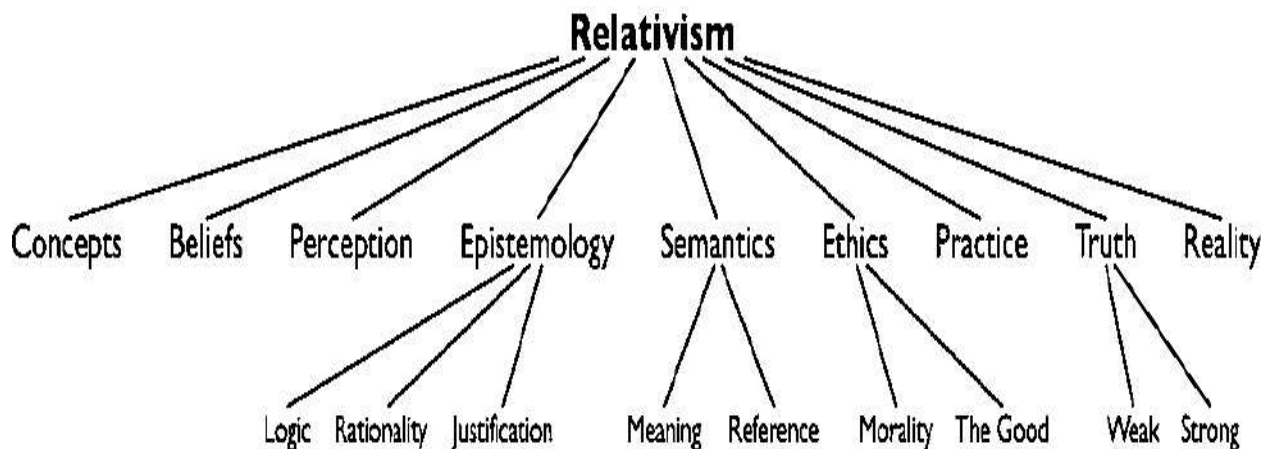 Relativism
Concepts Beliefs Perception Epistemology Semantics Ethics Practice Truth Reality
Logic Rationality Justification Meaning Reference Morality The Good Weak Strong